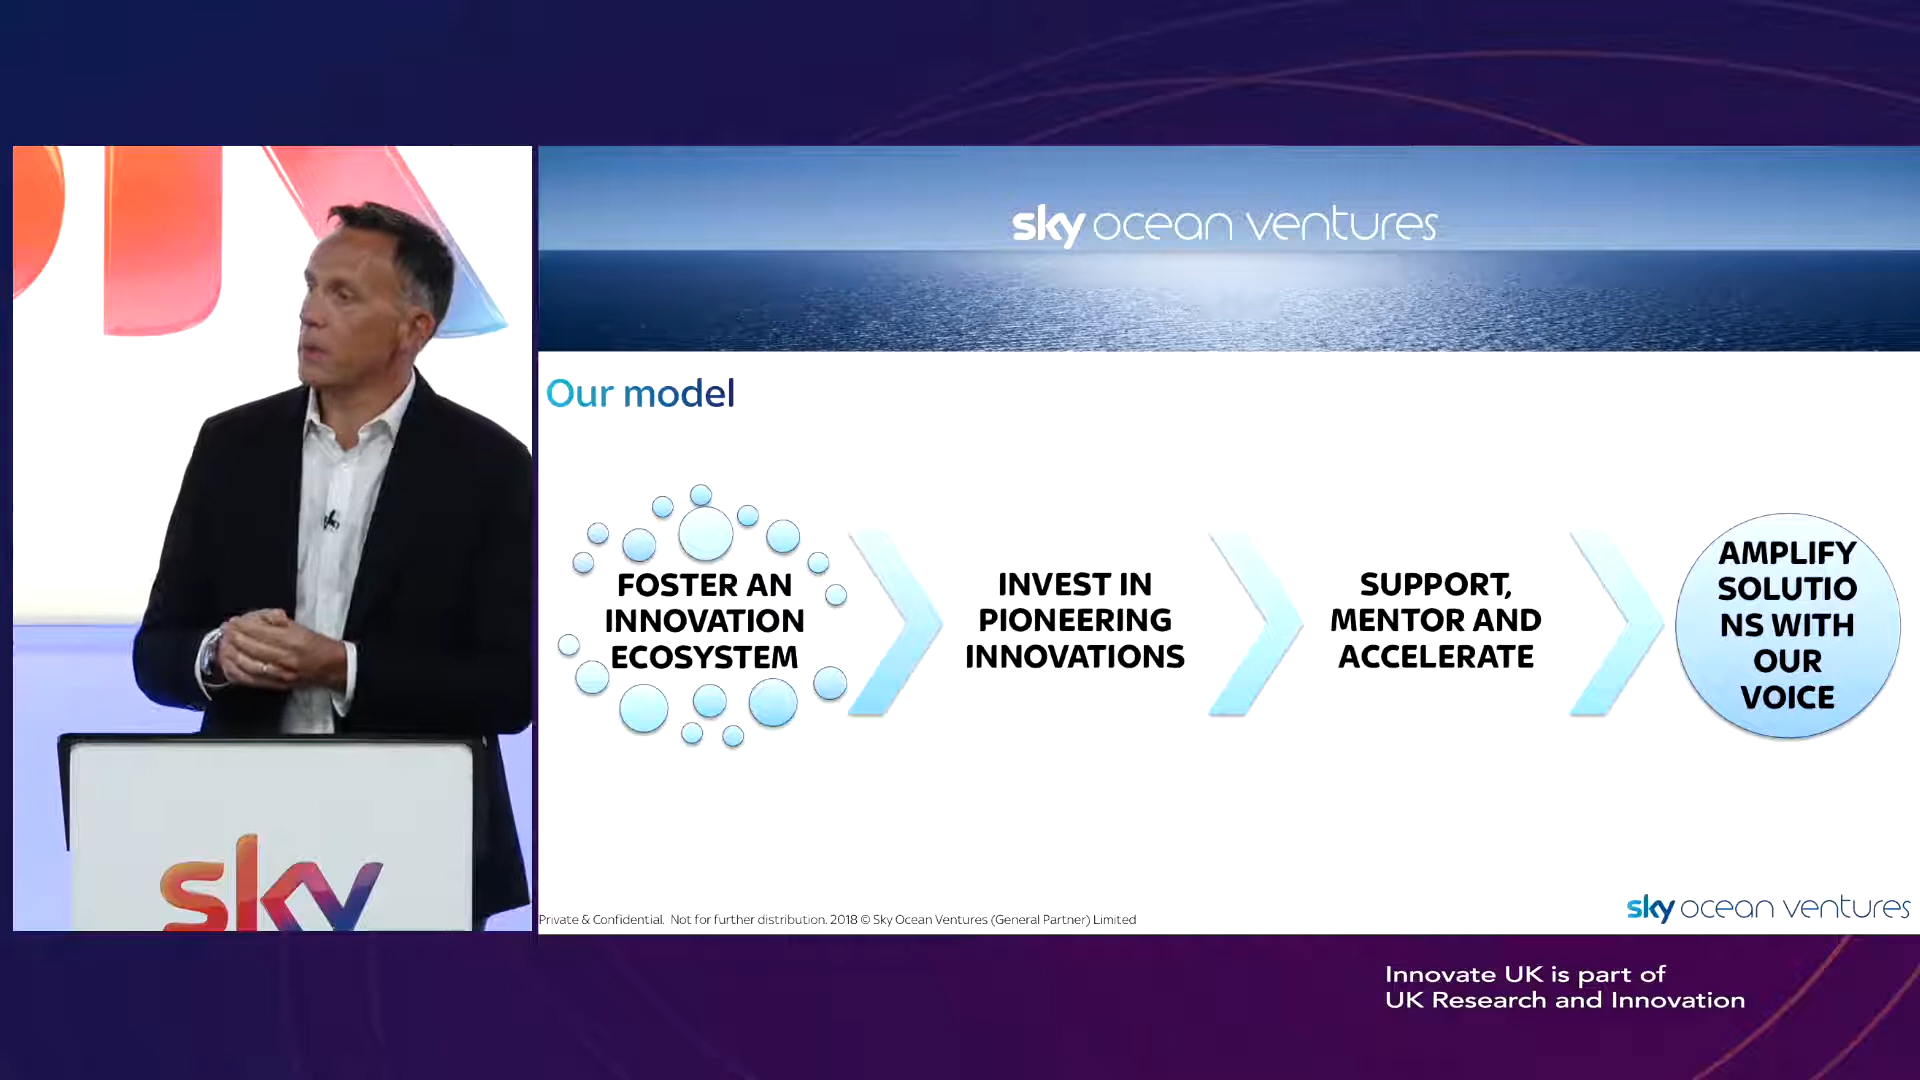 sky ocean ventures
Our model
FOSTER AN
INNOVATION
ECOSYSTEM
INVEST IN
PIONEERING
INNOVATIONS
SUPPORT,
MENTOR AND
ACCELERATE
AMPLIFY
SOLUTIO
NS WITH
OUR
VOICE
sky
Private & Confidential. Not for further distribution. 2018 © Sky Ocean Ventures (General Partner) Limited
sky ocean ventures
Innovate UK is part of
UK Research and Innovation